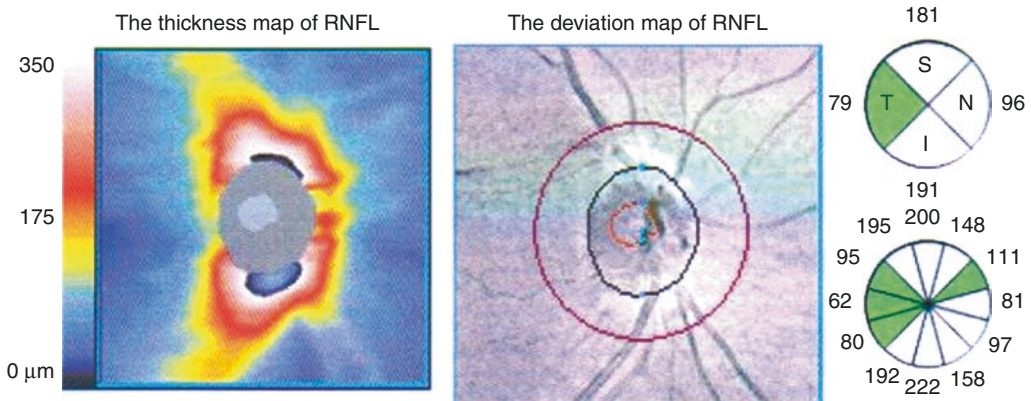 The thickness map of RNFL
The deviation map of RNFL
350
175
0 μm
181
79
S
T
N
I
96
191
200
195
148
95
111
62
81
80
97
192
158
222